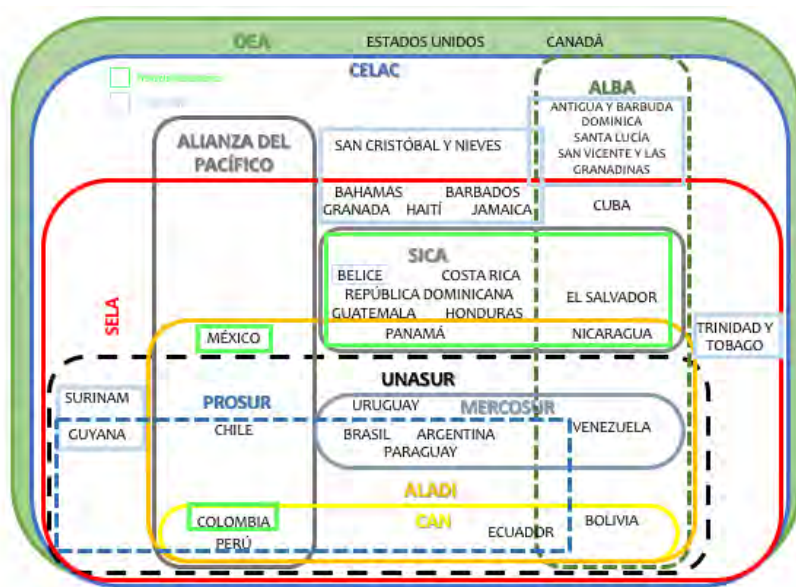 OEA ESTADOS UNIDOS CANADÁ
CELAC
ALBA
ANTIGUA Y BARBUDA
DOMINICA
SANTA LUCÍA
SAN VICENTE Y LAS
GRANADINAS
ALIANZA DEL
PACÍFICO
SAN CRISTÓBAL Y NIEVES
BAHAMAS BARBADOS
GRANADA HAITÍ JAMAICA
CUBA
SICA
BELICE COSTA RICA
REPÚBLICA DOMINICANA
GUATEMALA HONDURAS
PANAMÁ
EL SALVADOR
NICARAGUA
SELA
MÉXICO
TRINIDAD Y
TOBAGO
UNASUR
SURINAM
GUYANA
PROSUR
CHILE
URUGUAY MERCOSUR
BRASIL ARGENTINA
PARAGUAY
VENEZUELA
ALADI
COLOMBIA
PERÚ
CAN
ECUADOR
BOLIVIA